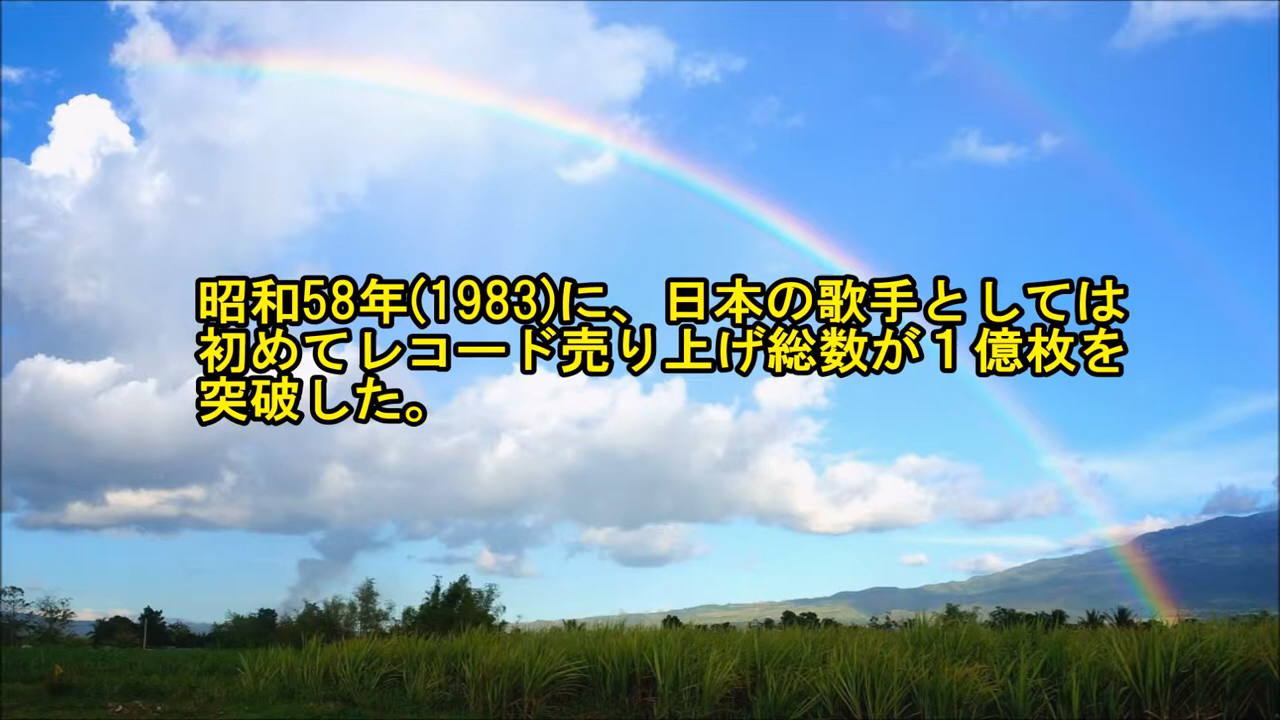 昭和58年(1983)に、日本の歌手としては
初めてレコード売り上げ総数が１億枚を
突破した。